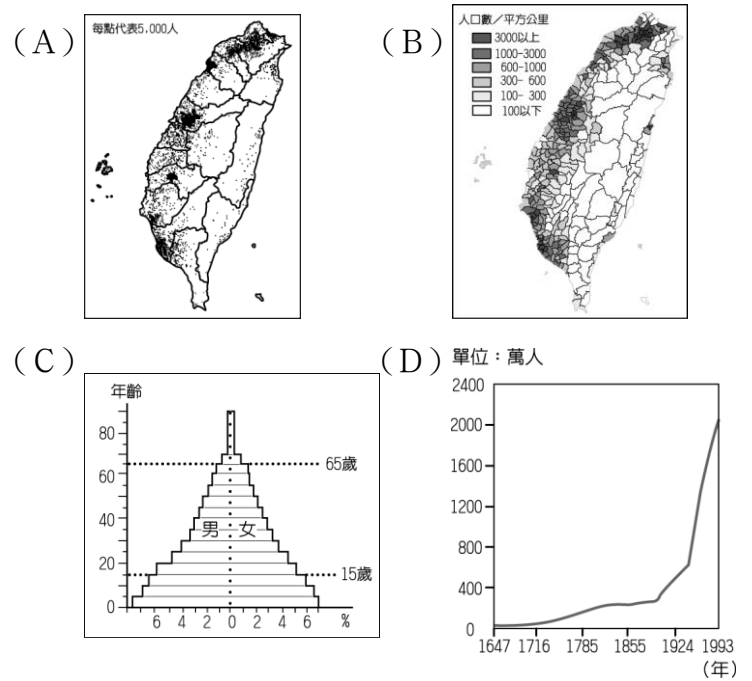 (A)
每點代表5.000人
(B)
人口數／平方公里
3000以上
1000-3000
600-1000
300- 600
100- 300
100以下
(C)
年齡
80
60
40
20
0
65歲
男 女
15歲
6 4 2 0 2 4 6 %
(D)
單位：萬人
2400
2000
1600
1200
800
400
0
1647 1716 1785 1855 1924 1993
(年)